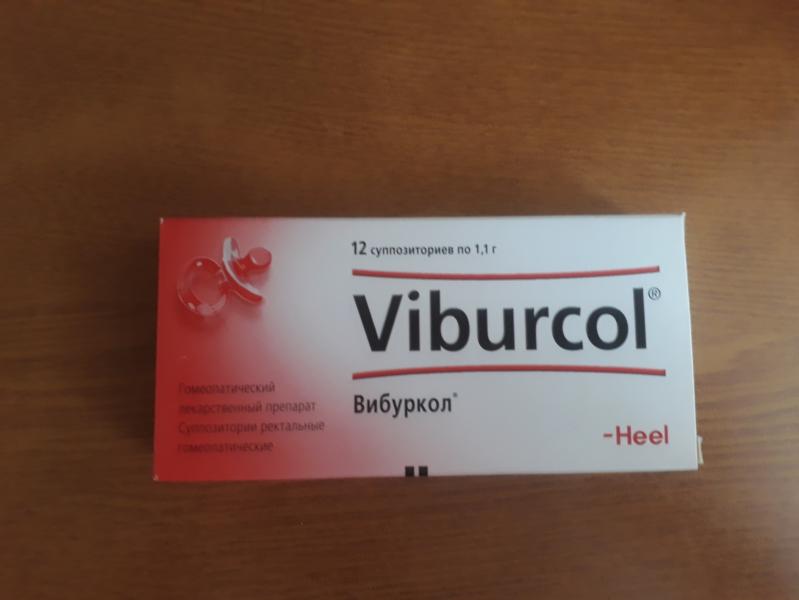 12 суппозиториев по 1,1 г
Viburcol®
Вибуркол®
Гомеопатический
лекарственный препарат
Суппозитории ректальные
гомеопатические
-Heel